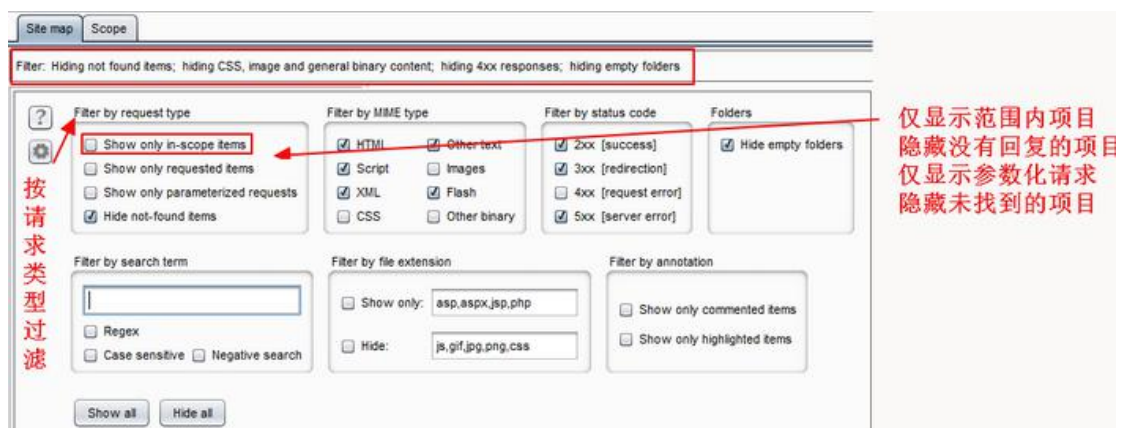 Site map Scope
Filter: Hiding not found items; hiding CSS, image and general binary content; hiding 4xx responses; hiding empty folders
?
Filter by request type
Show only in-scope items
Show only requested items
Show only parameterized requests
Hide not-found items
Filter by MIME type
HTML Other text
Script Images
XML Flash
CSS Other binary
Filter by status code
2xx [success]
3xx [redirection]
4xx [request error]
5xx [server error]
Folders
Hide empty folders
仅显示范围内项目
隐藏没有回复的项目
仅显示参数化请求
隐藏未找到的项目
按请求类型过滤
Filter by search term
Regex
Case sensitive Negative search
Filter by file extension
Show only: asp,aspx,jsp,php
Hide: js,gif,jpg,png,css
Filter by annotation
Show only commented items
Show only highlighted items
Show all Hide all